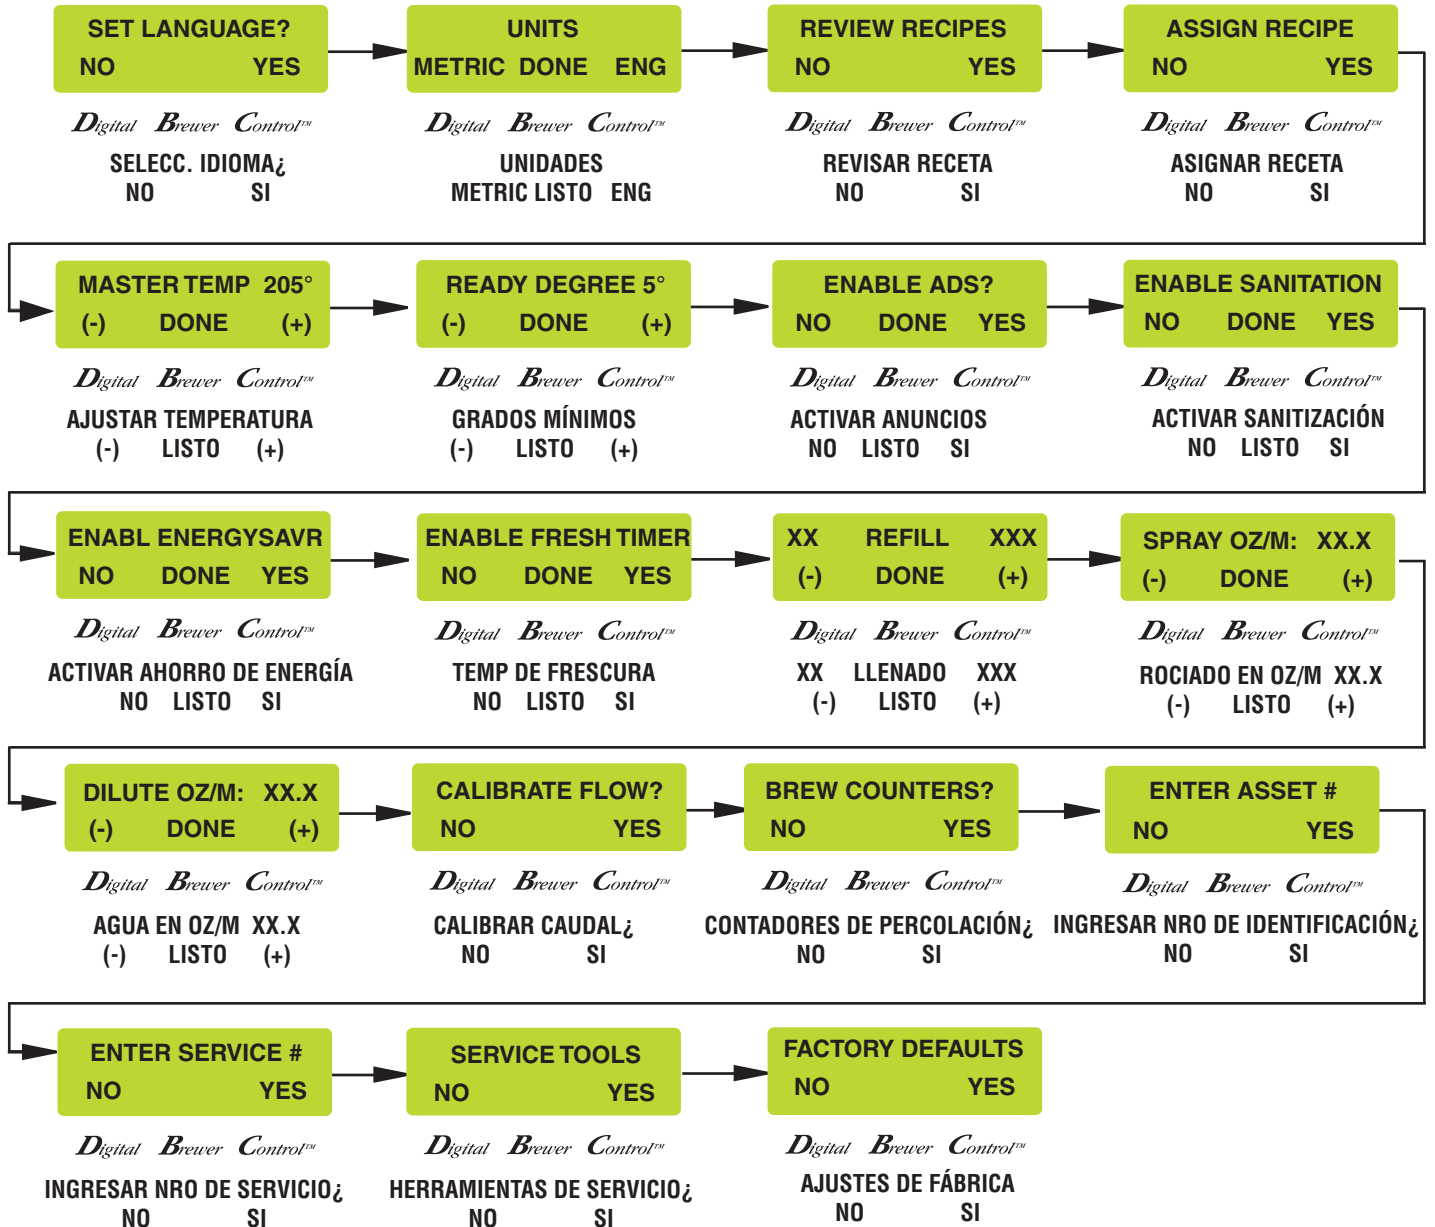 SET LANGUAGE?
NO YES
Digital Brewer Control™
SELECC. IDIOMA¿
NO SI
UNITS
METRIC DONE ENG
Digital Brewer Control™
UNIDADES
METRIC LISTO ENG
REVIEW RECIPES
NO YES
Digital Brewer Control™
REVISAR RECETA
NO SI
ASSIGN RECIPE
NO YES
Digital Brewer Control™
ASIGNAR RECETA
NO SI
MASTER TEMP 205°
(-) DONE (+)
Digital Brewer Control™
AJUSTAR TEMPERATURA
(-) LISTO (+)
READY DEGREE 5°
(-) DONE (+)
Digital Brewer Control™
GRADOS MÍNIMOS
(-) LISTO (+)
ENABLE ADS?
NO DONE YES
Digital Brewer Control™
ACTIVAR ANUNCIOS
NO LISTO SI
ENABLE SANITATION
NO DONE YES
Digital Brewer Control™
ACTIVAR SANITIZACIÓN
NO LISTO SI
ENABL ENERGYSAVR
NO DONE YES
Digital Brewer Control™
ACTIVAR AHORRO DE ENERGÍA
NO LISTO SI
ENABLE FRESH TIMER
NO DONE YES
Digital Brewer Control™
TEMP DE FRESCURA
NO LISTO SI
XX REFILL XXX
(-) DONE (+)
Digital Brewer Control™
XX LLENADO XXX
(-) LISTO (+)
SPRAY OZ/M: XX.X
(-) DONE (+)
Digital Brewer Control™
ROCIADO EN OZ/M XX.X
(-) LISTO (+)
DILUTE OZ/M: XX.X
(-) DONE (+)
Digital Brewer Control™
AGUA EN OZ/M XX.X
(-) LISTO (+)
CALIBRATE FLOW?
NO YES
Digital Brewer Control™
CALIBRAR CAUDAL¿
NO SI
BREW COUNTERS?
NO YES
Digital Brewer Control™
CONTADORES DE PERCOLACIÓN¿
NO SI
ENTER ASSET #
NO YES
Digital Brewer Control™
INGRESAR NRO DE IDENTIFICACIÓN¿
NO SI
ENTER SERVICE #
NO YES
Digital Brewer Control™
INGRESAR NRO DE SERVICIO¿
NO SI
SERVICE TOOLS
NO YES
Digital Brewer Control™
HERRAMIENTAS DE SERVICIO¿
NO SI
FACTORY DEFAULTS
NO YES
Digital Brewer Control™
AJUSTES DE FÁBRICA
NO SI